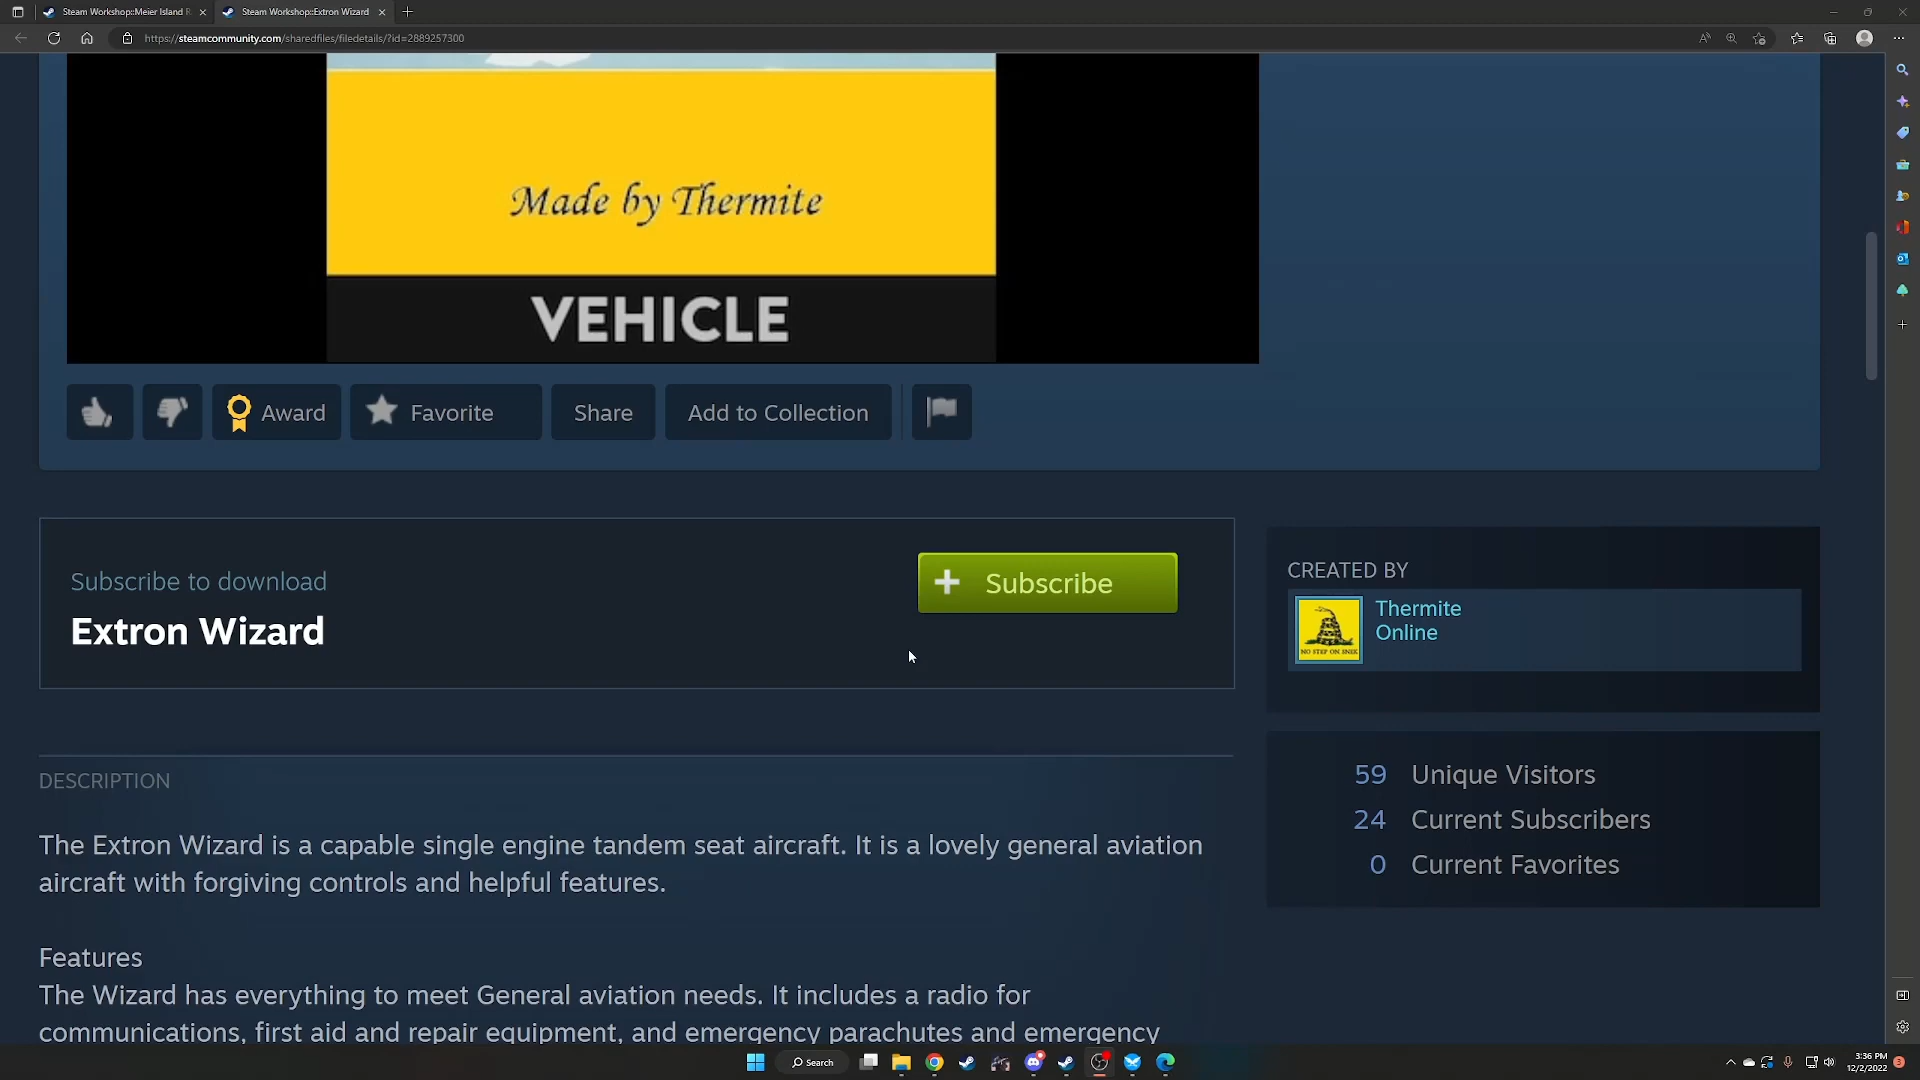 Steam Workshop::Meier Island R
Steam Workshop::Extron Wizard
https://steamcommunity.com/sharedfiles/filedetails/?id=2889257300
Made by Thermite
VEHICLE
Award
Favorite
Share
Add to Collection
Subscribe to download
Extron Wizard
Subscribe
CREATED BY
Thermite
Online
NO STEP ON SNEK
59 Unique Visitors
24 Current Subscribers
0 Current Favorites
DESCRIPTION
The Extron Wizard is a capable single engine tandem seat aircraft. It is a lovely general aviation
aircraft with forgiving controls and helpful features.
Features
The Wizard has everything to meet General aviation needs. It includes a radio for
communications, first aid and repair equipment, and emergency parachutes and emergency
Search
3:36 PM
12/2/2022
3